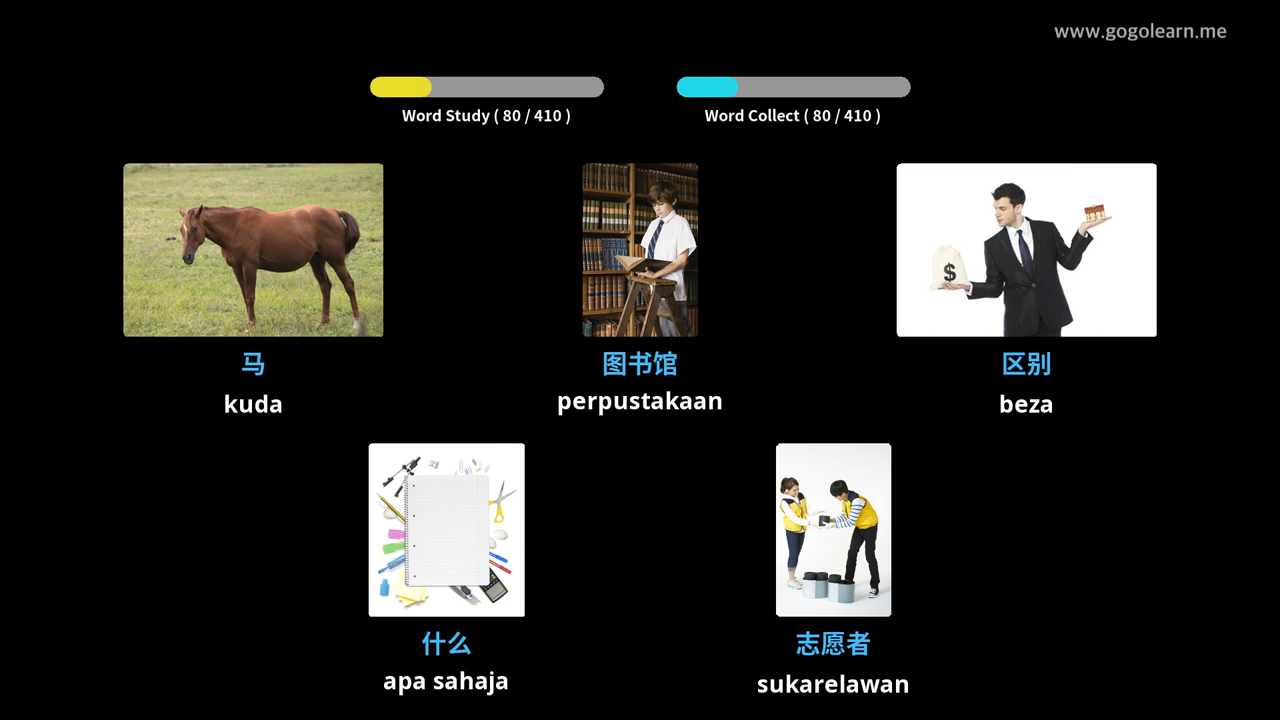 www.gogolearn.me
Word Study ( 80 / 410 )
Word Collect ( 80 / 410 )
马
图书馆
区别
kuda
perpustakaan
beza
$
什么
志愿者
apa sahaja
sukarelawan